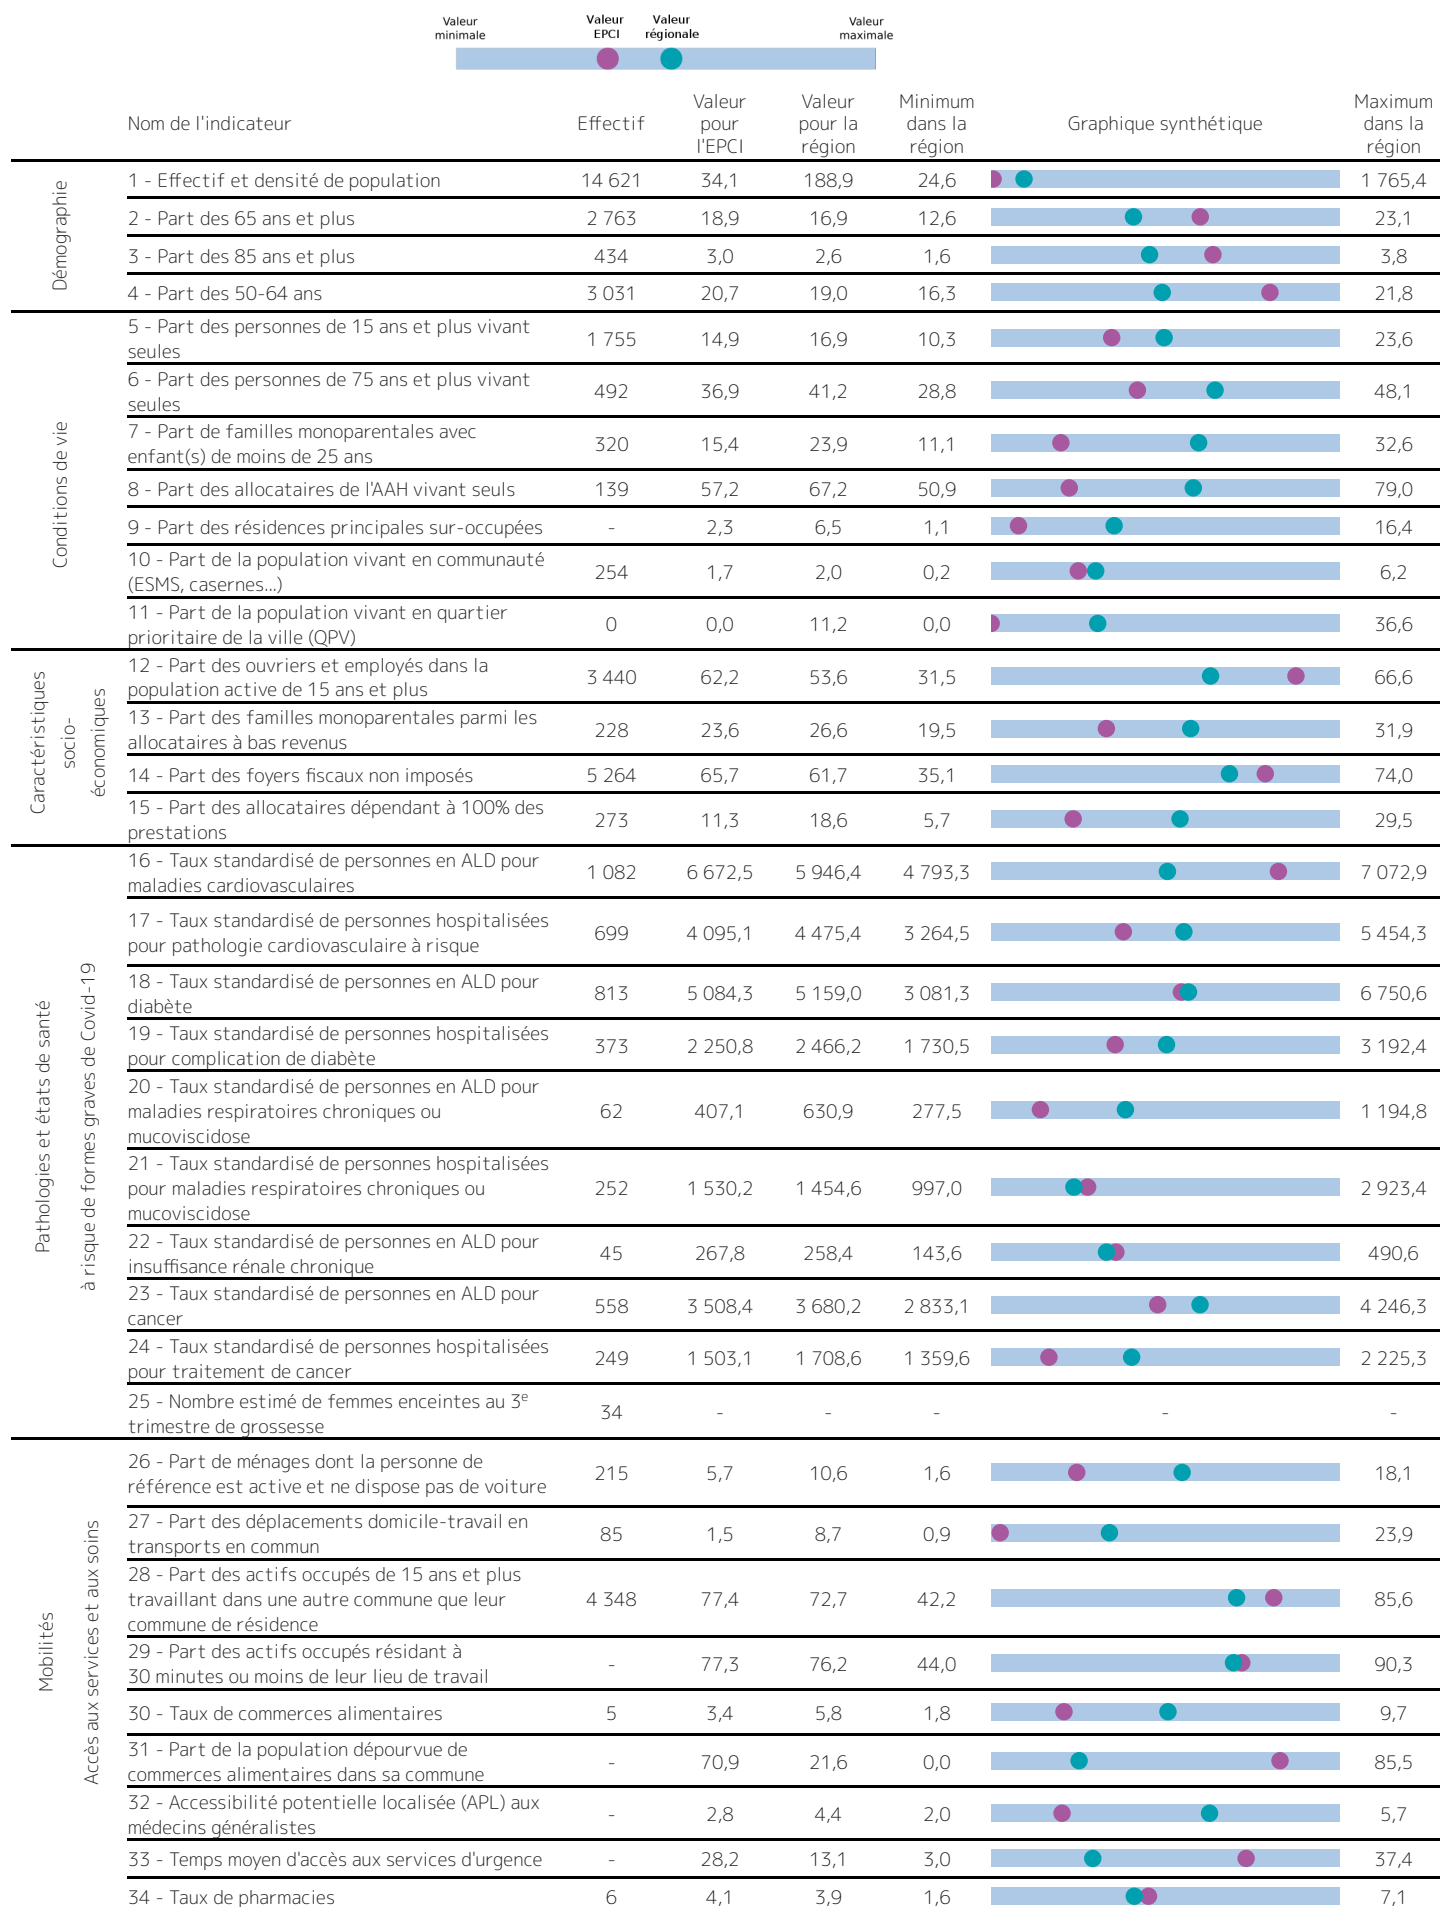 Valeur minimale
Valeur EPCI
Valeur régionale
Valeur maximale
Nom de l'indicateur
Effectif
Valeur pour l'EPCI
Valeur pour la région
Minimum dans la région
Graphique synthétique
Maximum dans la région
Démographie
1 - Effectif et densité de population 14 621 34,1 188,9 24,6 1 765,4
2 - Part des 65 ans et plus 2 763 18,9 16,9 12,6 23,1
3 - Part des 85 ans et plus 434 3,0 2,6 1,6 3,8
4 - Part des 50-64 ans 3 031 20,7 19,0 16,3 21,8
Conditions de vie
5 - Part des personnes de 15 ans et plus vivant
seules 1 755 14,9 16,9 10,3 23,6
6 - Part des personnes de 75 ans et plus vivant
seules 492 36,9 41,2 28,8 48,1
7 - Part de familles monoparentales avec
enfant(s) de moins de 25 ans 320 15,4 23,9 11,1 32,6
8 - Part des allocataires de l'AAH vivant seuls 139 57,2 67,2 50,9 79,0
9 - Part des résidences principales sur-occupées - 2,3 6,5 1,1 16,4
10 - Part de la population vivant en communauté
(ESMS, casernes...) 254 1,7 2,0 0,2 6,2
11 - Part de la population vivant en quartier
prioritaire de la ville (QPV) 0 0,0 11,2 0,0 36,6
Caractéristiques
socio-
économiques
12 - Part des ouvriers et employés dans la
population active de 15 ans et plus 3 440 62,2 53,6 31,5 66,6
13 - Part des familles monoparentales parmi les
allocataires à bas revenus 228 23,6 26,6 19,5 31,9
14 - Part des foyers fiscaux non imposés 5 264 65,7 61,7 35,1 74,0
15 - Part des allocataires dépendant à 100% des
prestations 273 11,3 18,6 5,7 29,5
Pathologies et états de santé
à risque de formes graves de Covid-19
16 - Taux standardisé de personnes en ALD pour
maladies cardiovasculaires 1 082 6 672,5 5 946,4 4 793,3 7 072,9
17 - Taux standardisé de personnes hospitalisées
pour pathologie cardiovasculaire à risque 699 4 095,1 4 475,4 3 264,5 5 454,3
18 - Taux standardisé de personnes en ALD pour
diabète 813 5 084,3 5 159,0 3 081,3 6 750,6
19 - Taux standardisé de personnes hospitalisées
pour complication de diabète 373 2 250,8 2 466,2 1 730,5 3 192,4
20 - Taux standardisé de personnes en ALD pour
maladies respiratoires chroniques ou
mucoviscidose 62 407,1 630,9 277,5 1 194,8
21 - Taux standardisé de personnes hospitalisées
pour maladies respiratoires chroniques ou
mucoviscidose 252 1 530,2 1 454,6 997,0 2 923,4
22 - Taux standardisé de personnes en ALD pour
insuffisance rénale chronique 45 267,8 258,4 143,6 490,6
23 - Taux standardisé de personnes en ALD pour
cancer 558 3 508,4 3 680,2 2 833,1 4 246,3
24 - Taux standardisé de personnes hospitalisées
pour traitement de cancer 249 1 503,1 1 708,6 1 359,6 2 225,3
25 - Nombre estimé de femmes enceintes au 3e
trimestre de grossesse 34 - - - - -
Mobilités
Accès aux services et aux soins
26 - Part de ménages dont la personne de
référence est active et ne dispose pas de voiture 215 5,7 10,6 1,6 18,1
27 - Part des déplacements domicile-travail en
transports en commun 85 1,5 8,7 0,9 23,9
28 - Part des actifs occupés de 15 ans et plus
travaillant dans une autre commune que leur
commune de résidence 4 348 77,4 72,7 42,2 85,6
29 - Part des actifs occupés résidant à
30 minutes ou moins de leur lieu de travail - 77,3 76,2 44,0 90,3
30 - Taux de commerces alimentaires 5 3,4 5,8 1,8 9,7
31 - Part de la population dépourvue de
commerces alimentaires dans sa commune - 70,9 21,6 0,0 85,5
32 - Accessibilité potentielle localisée (APL) aux
médecins généralistes - 2,8 4,4 2,0 5,7
33 - Temps moyen d'accès aux services d'urgence - 28,2 13,1 3,0 37,4
34 - Taux de pharmacies 6 4,1 3,9 1,6 7,1